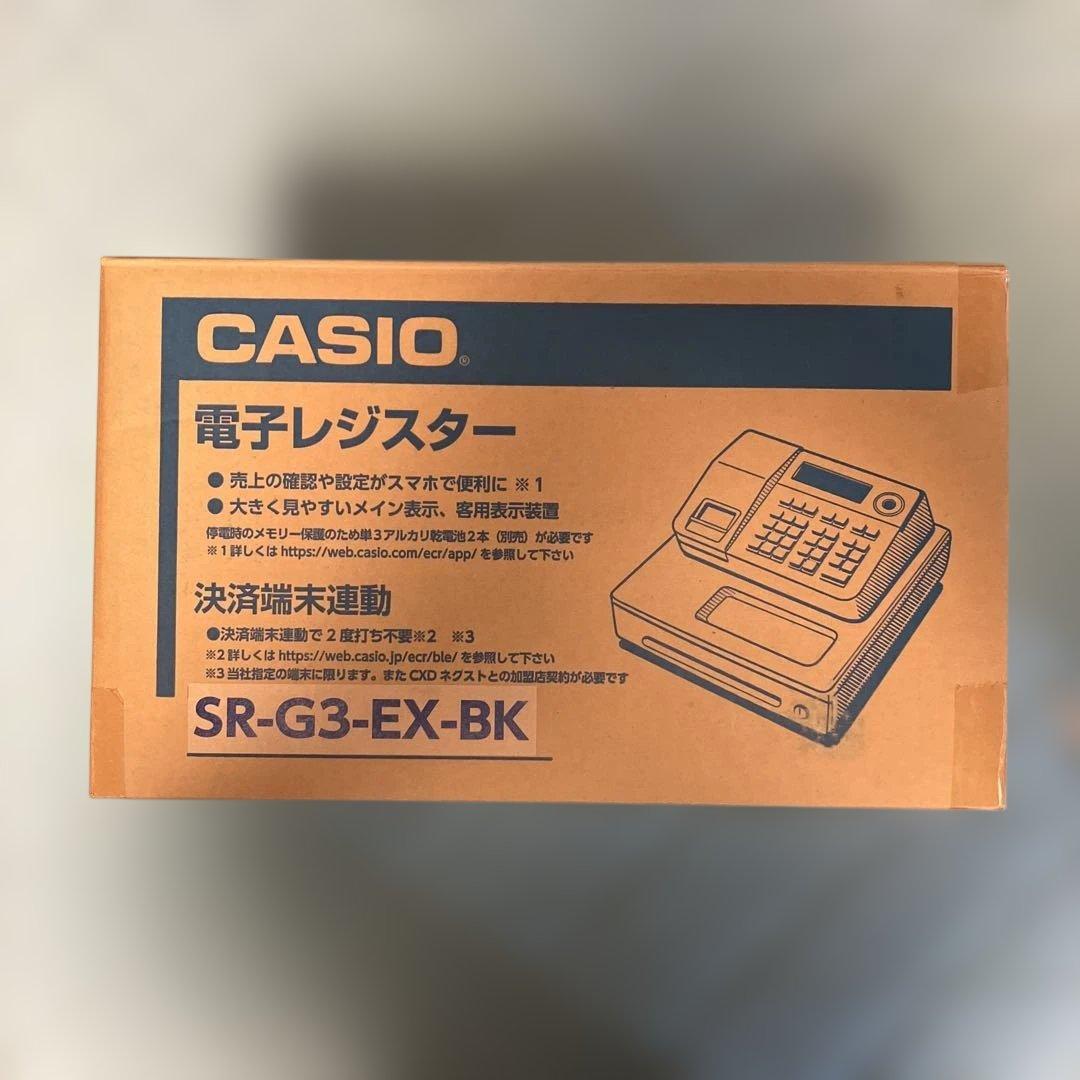 CASIO®
電子レジスター
● 売上の確認や設定がスマホで便利に ※1
● 大きく見やすいメイン表示、客用表示装置
停電時のメモリー保護のため単3アルカリ乾電池2本（別売）が必要です
※1詳しくは https://web.casio.com/ecr/app/ を参照して下さい
決済端末連動
●決済端末連動で2度打ち不要※2 ※3
※2詳しくは https://web.casio.jp/ecr/ble/ を参照して下さい
※3当社指定の端末に限ります。また CXD ネクストとの加盟店契約が必要です
SR-G3-EX-BK